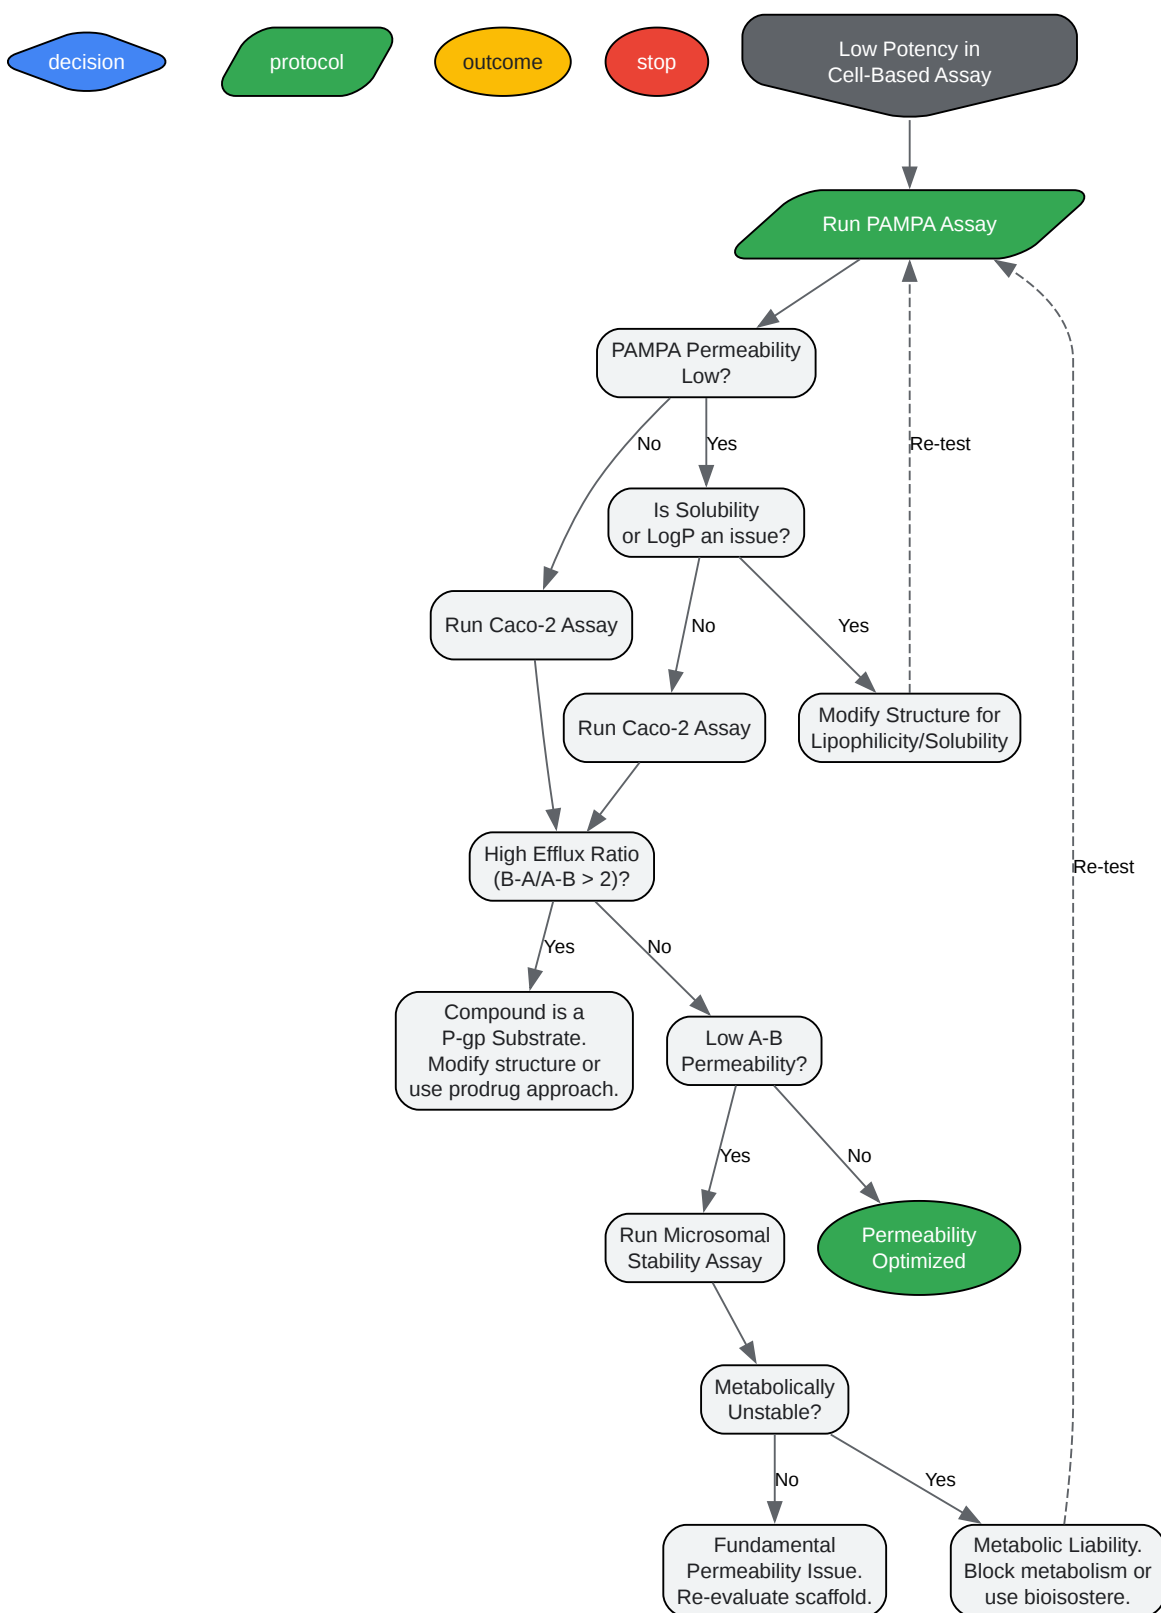 decision
protocol
outcome
stop
Low Potency in
Cell-Based Assay
Run PAMPA Assay
PAMPA Permeability
Low?
No
Yes
Re-test
Is Solubility
or LogP an issue?
Run Caco-2 Assay
No
Yes
Run Caco-2 Assay
Modify Structure for
Lipophilicity/Solubility
High Efflux Ratio
(B-A/A-B > 2)?
Re-test
Yes
No
Compound is a
P-gp Substrate.
Modify structure or
use prodrug approach.
Low A-B
Permeability?
Yes
No
Run Microsomal
Stability Assay
Permeability
Optimized
Metabolically
Unstable?
No
Yes
Fundamental
Permeability Issue.
Re-evaluate scaffold.
Metabolic Liability.
Block metabolism or
use bioisostere.